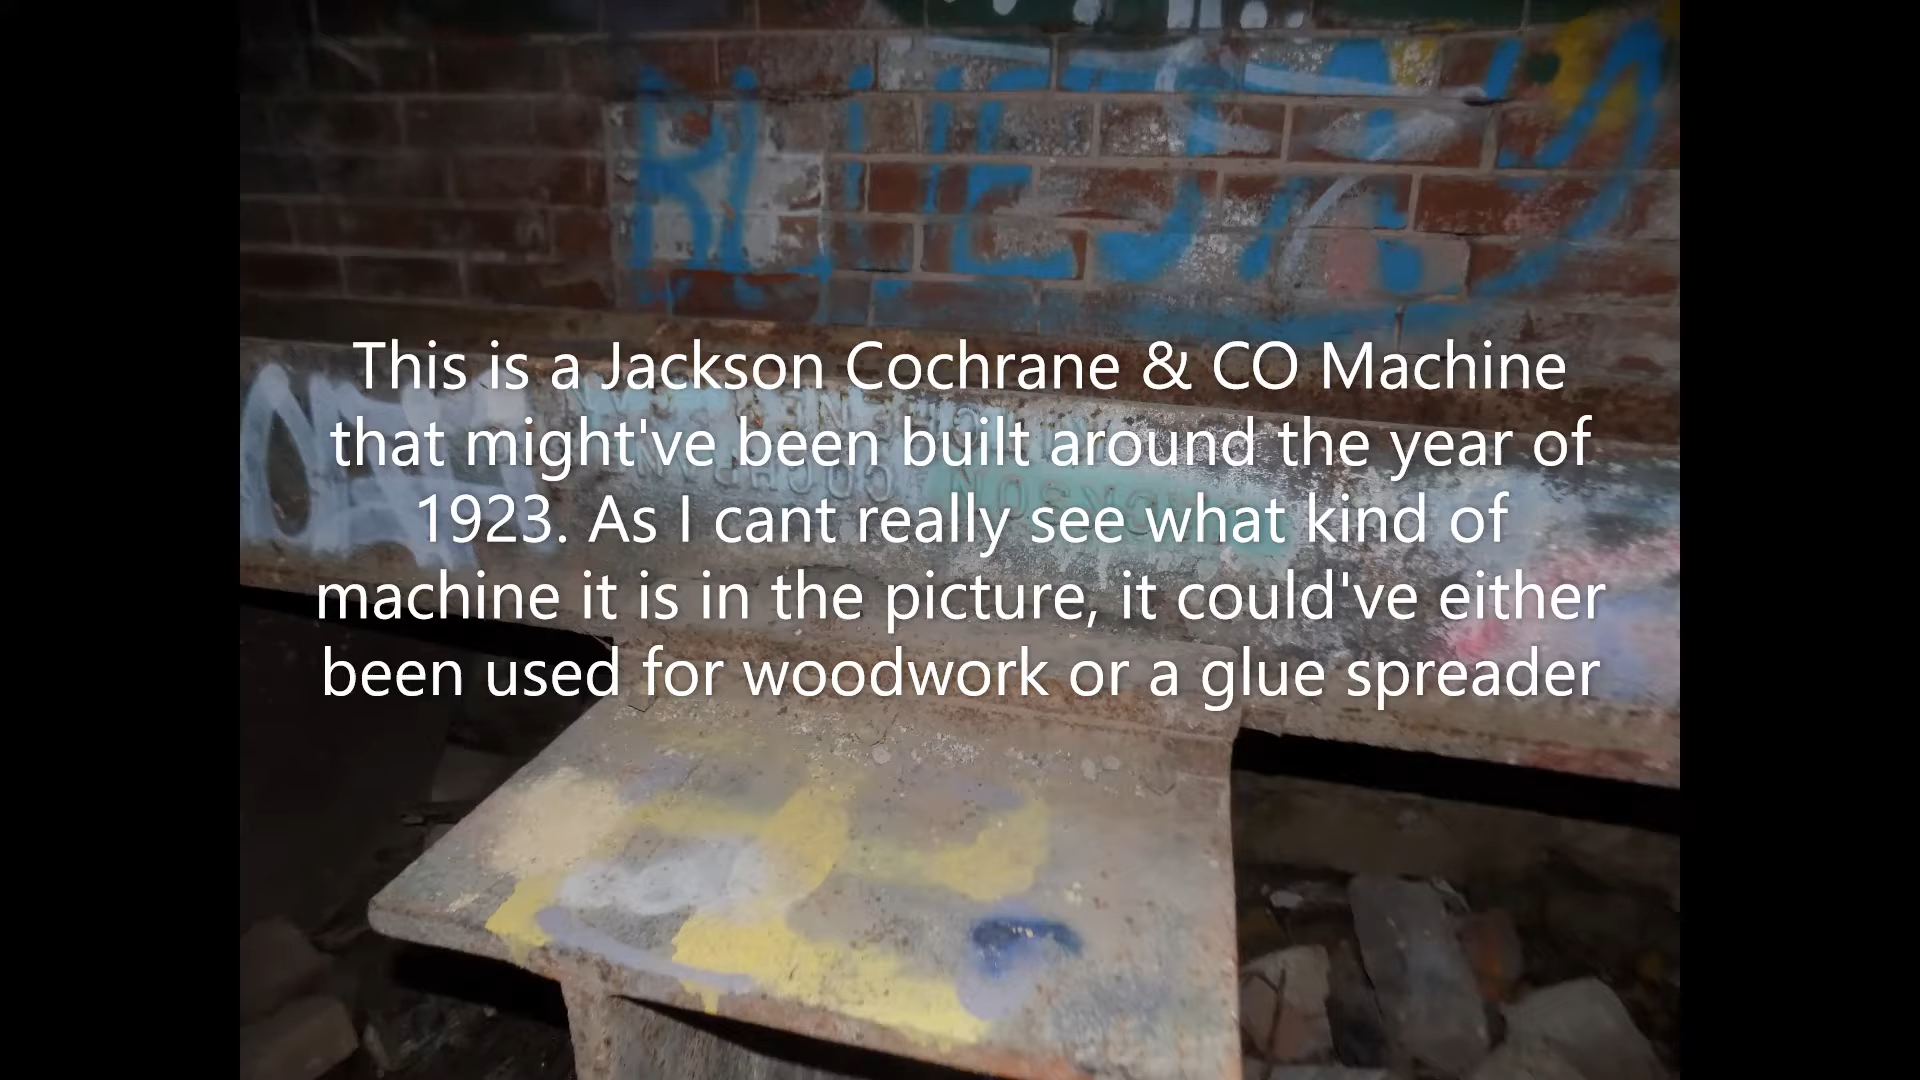 This is a Jackson Cochrane & CO Machine
that might've been built around the year of
1923. As I cant really see what kind of
machine it is in the picture, it could've either
been used for woodwork or a glue spreader